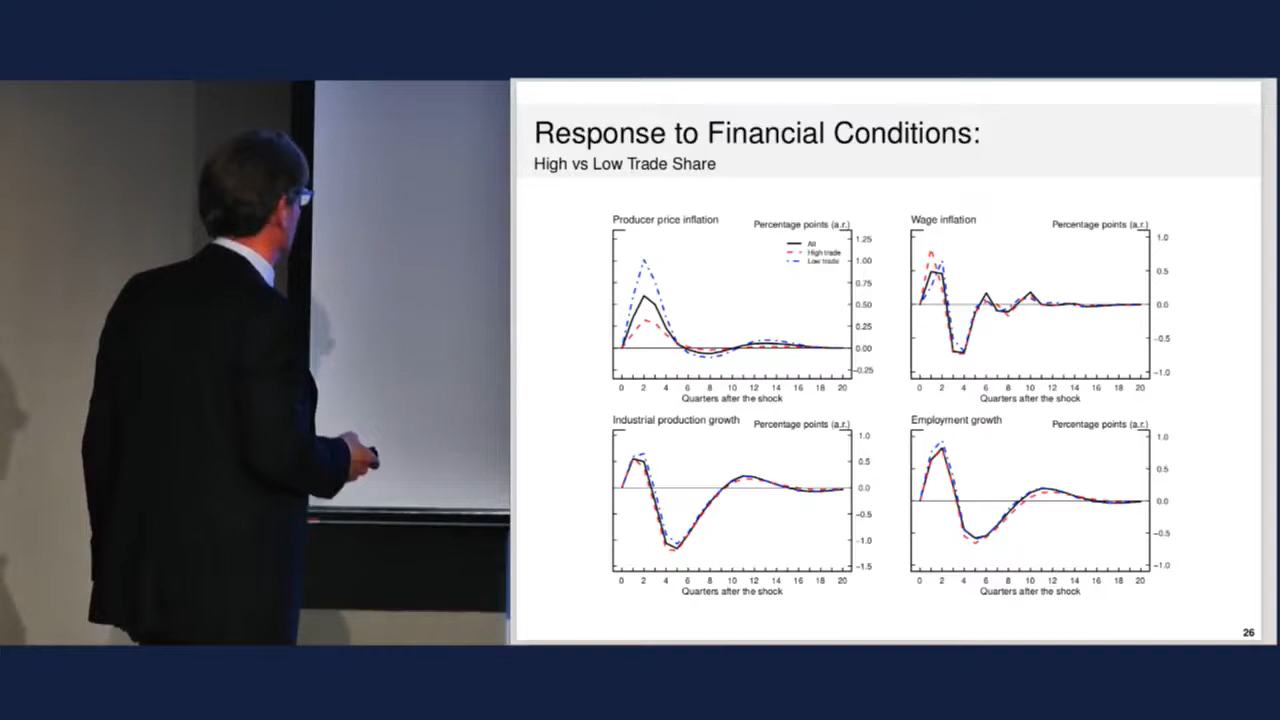 Response to Financial Conditions:
High vs Low Trade Share
Producer price inflation
Percentage points (a.r.)
All
High trade
Low trade
1.25
1.00
0.75
0.50
0.25
0.00
−0.25
0 2 4 6 8 10 12 14 16 18 20
Quarters after the shock
Wage inflation
Percentage points (a.r.)
1.0
0.5
0.0
−0.5
−1.0
0 2 4 6 8 10 12 14 16 18 20
Quarters after the shock
Industrial production growth
Percentage points (a.r.)
1.0
0.5
0.0
−0.5
−1.0
−1.5
0 2 4 6 8 10 12 14 16 18 20
Quarters after the shock
Employment growth
Percentage points (a.r.)
1.0
0.5
0.0
−0.5
−1.0
0 2 4 6 8 10 12 14 16 18 20
Quarters after the shock
26